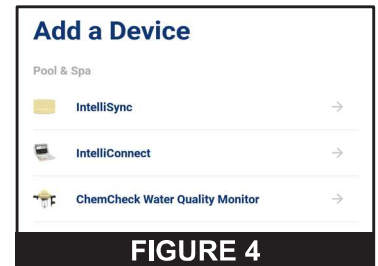 Add a Device
Pool & Spa
IntelliSync
IntelliConnect
ChemCheck Water Quality Monitor
FIGURE 4